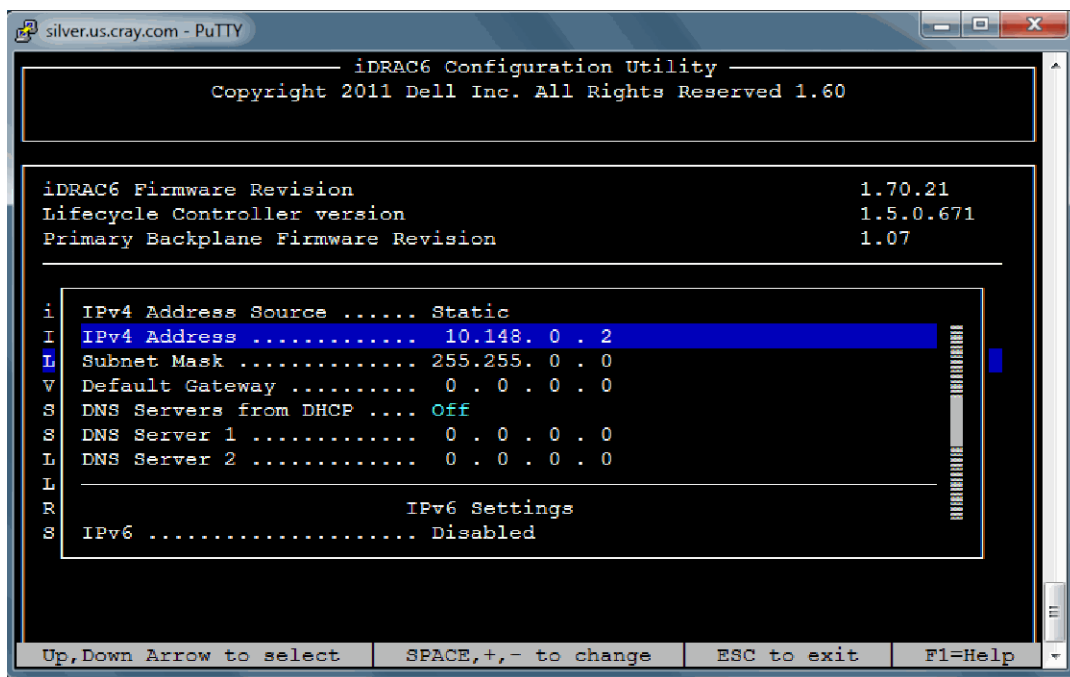 silver.us.cray.com - PuTTY
iDRAC6 Configuration Utility
Copyright 2011 Dell Inc. All Rights Reserved 1.60
iDRAC6 Firmware Revision 1.70.21
Lifecycle Controller version 1.5.0.671
Primary Backplane Firmware Revision 1.07
i IPv4 Address Source ...... Static
I IPv4 Address ............. 10.148. 0 . 2
L Subnet Mask .............. 255.255. 0 . 0
V Default Gateway .......... 0 . 0 . 0 . 0
S DNS Servers from DHCP .... Off
S DNS Server 1 ............. 0 . 0 . 0 . 0
L DNS Server 2 ............. 0 . 0 . 0 . 0
L
R IPv6 Settings
S IPv6 ..................... Disabled
Up,Down Arrow to select SPACE,+,- to change ESC to exit F1=Help